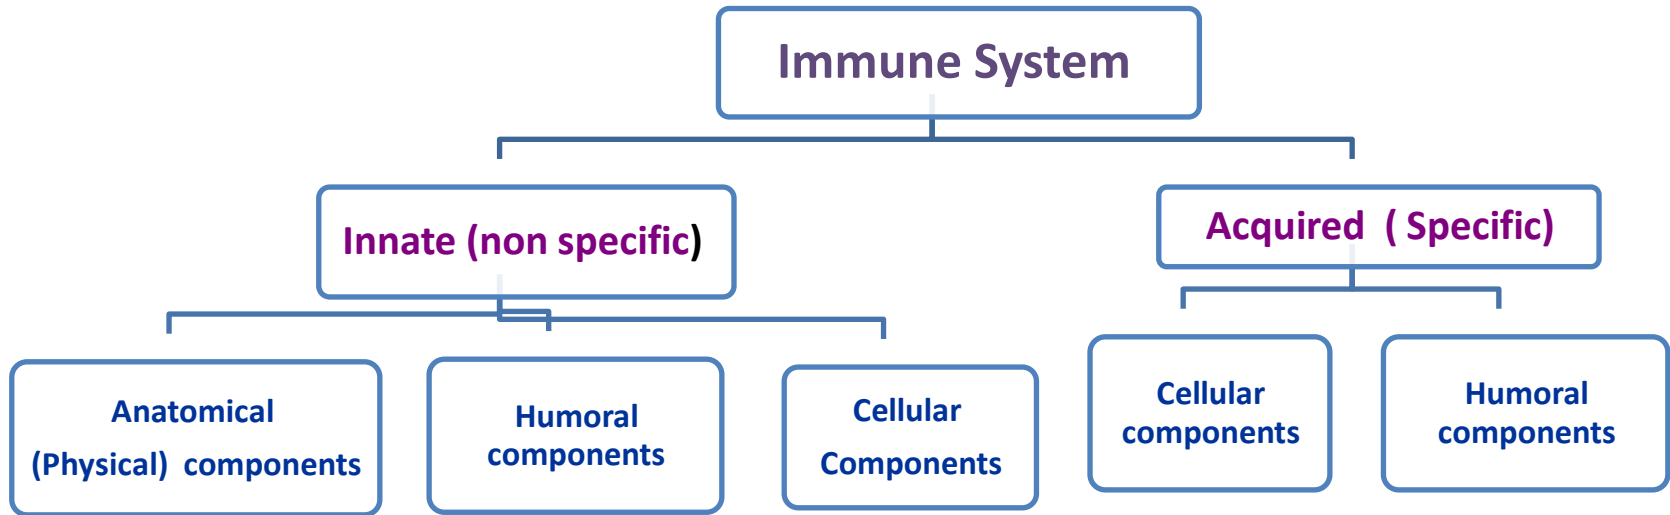 Immune System
Innate (non specific)
Acquired ( Specific)
Anatomical
(Physical) components
Humoral
components
Cellular
Components
Cellular
components
Humoral
components